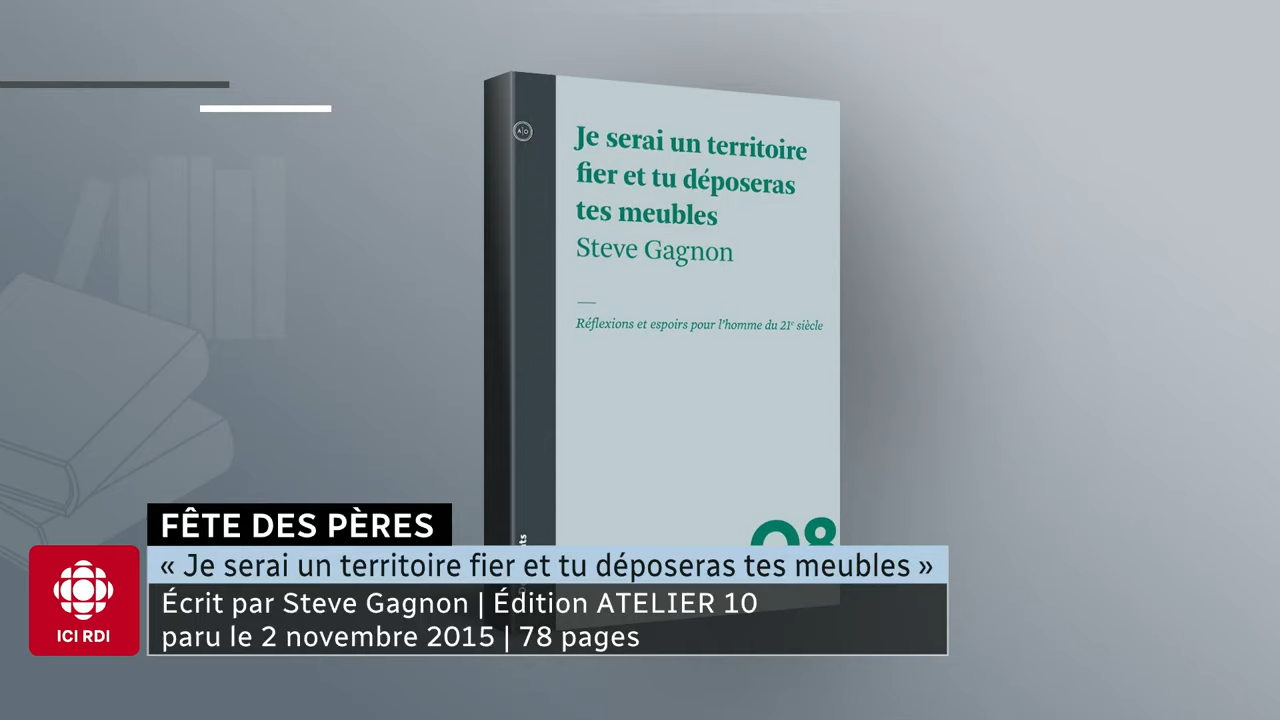 A|O
Je serai un territoire
fier et tu déposeras
tes meubles
Steve Gagnon
Réflexions et espoirs pour l'homme du 21e siècle
FÊTE DES PÈRES
« Je serai un territoire fier et tu déposeras tes meubles »
Écrit par Steve Gagnon | Édition ATELIER 10
paru le 2 novembre 2015 | 78 pages
ICI RDI